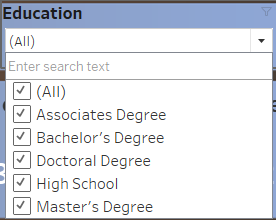 Education
(All)
Enter search text
(All)
Associates Degree
Bachelor's Degree
Doctoral Degree
High School
Master's Degree